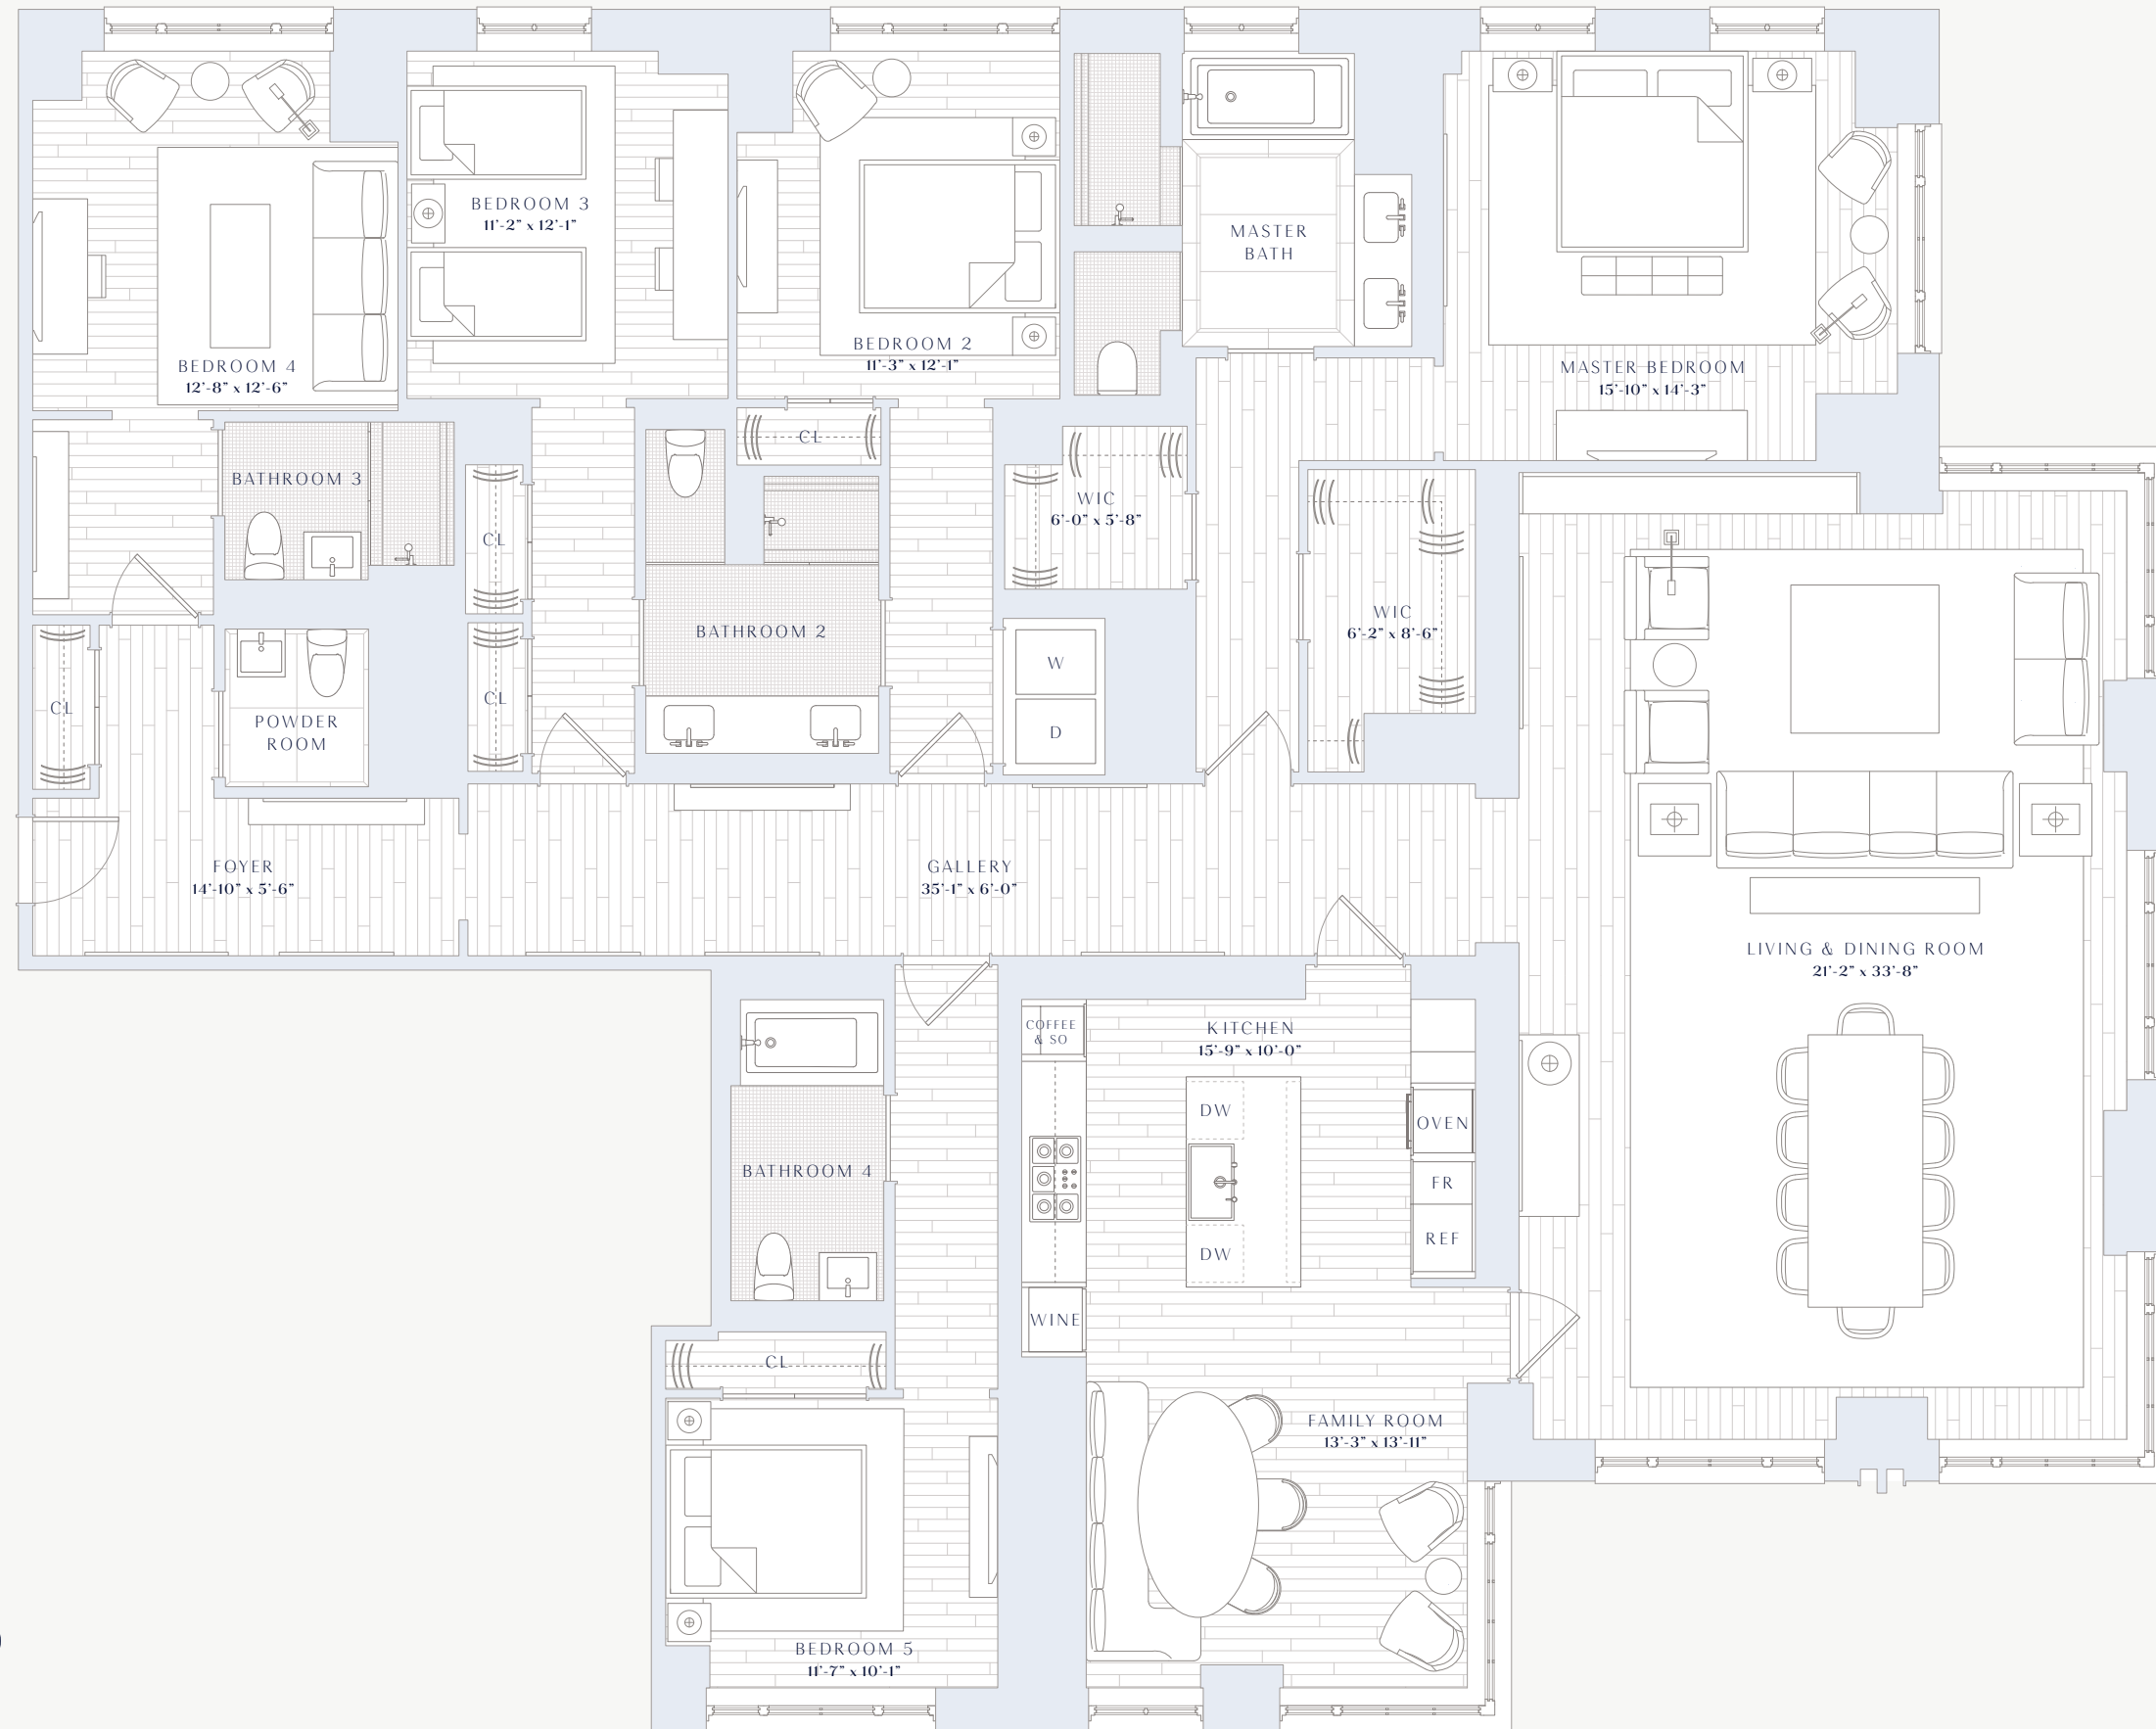 BEDROOM 3
11'-2" x 12'-1"
MASTER
BATH
BEDROOM 2
11'-3" x 12'-1"
BEDROOM 4
12'-8" x 12'-6"
MASTER BEDROOM
15'-10" x 14'-3"
CL
BATHROOM 3
WIC
6'-0" x 5'-8"
CL
WIC
6'-2" x 8'-6"
BATHROOM 2
W
CL
CL
POWDER
ROOM
D
FOYER
14'-10" x 5'-6"
GALLERY
35'-1" x 6'-0"
LIVING & DINING ROOM
21'-2" x 33'-8"
COFFEE
& SO
KITCHEN
15'-9" x 10'-0"
DW
OVEN
BATHROOM 4
FR
REF
DW
WINE
CL
FAMILY ROOM
13'-3" x 13'-11"
BEDROOM 5
11'-7" x 10'-1"